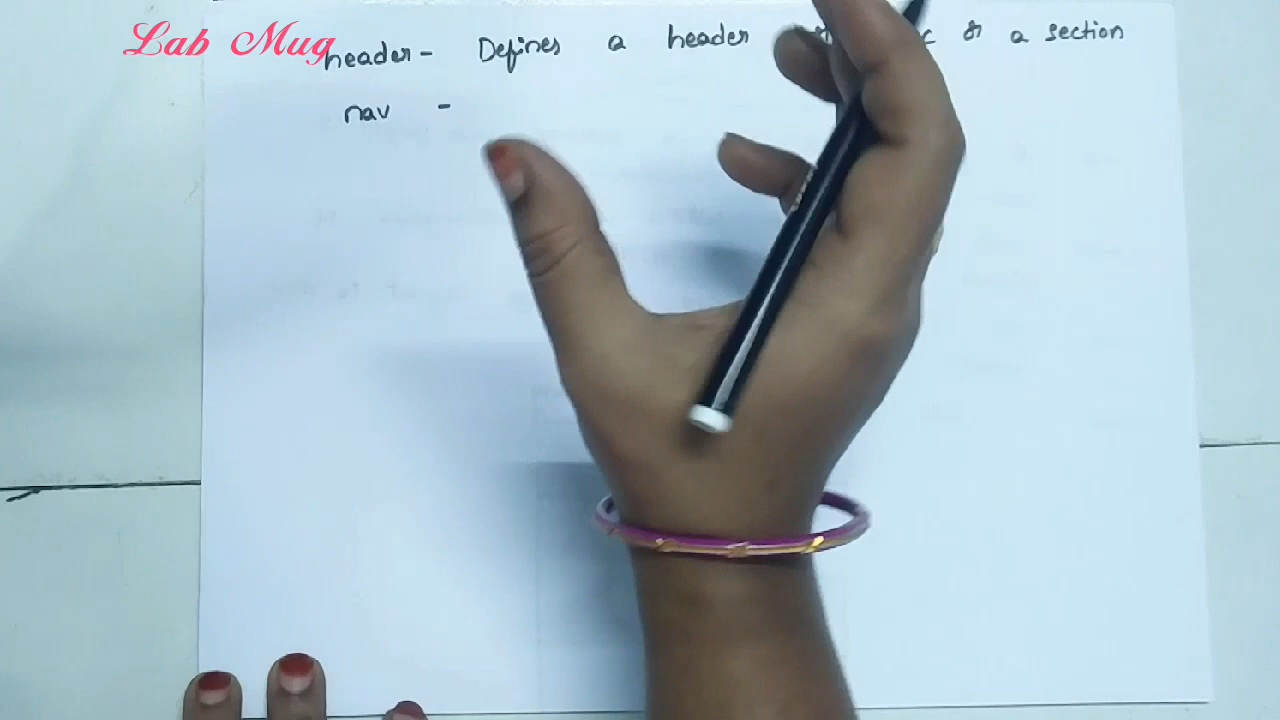 Lab Mug
header - Defines a header or a section
nav -